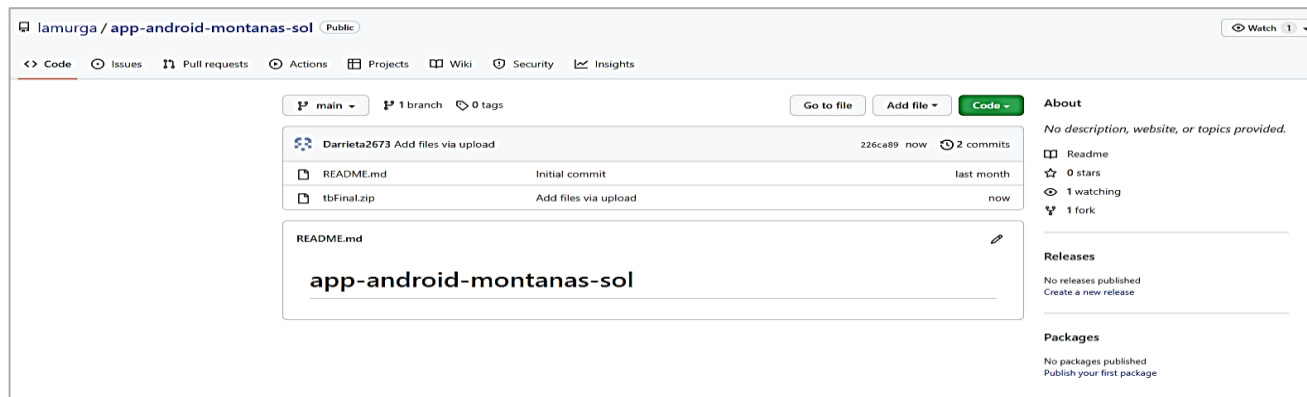 lamurga / app-android-montanas-sol Public
Watch 1
Code Issues Pull requests Actions Projects Wiki Security Insights
main 1 branch 0 tags
Go to file Add file Code
Darrieta2673 Add files via upload 226ca89 now 2 commits
README.md Initial commit last month
tbFinal.zip Add files via upload now
README.md
app-android-montanas-sol
About
No description, website, or topics provided.
Readme
0 stars
1 watching
1 fork
Releases
No releases published
Create a new release
Packages
No packages published
Publish your first package